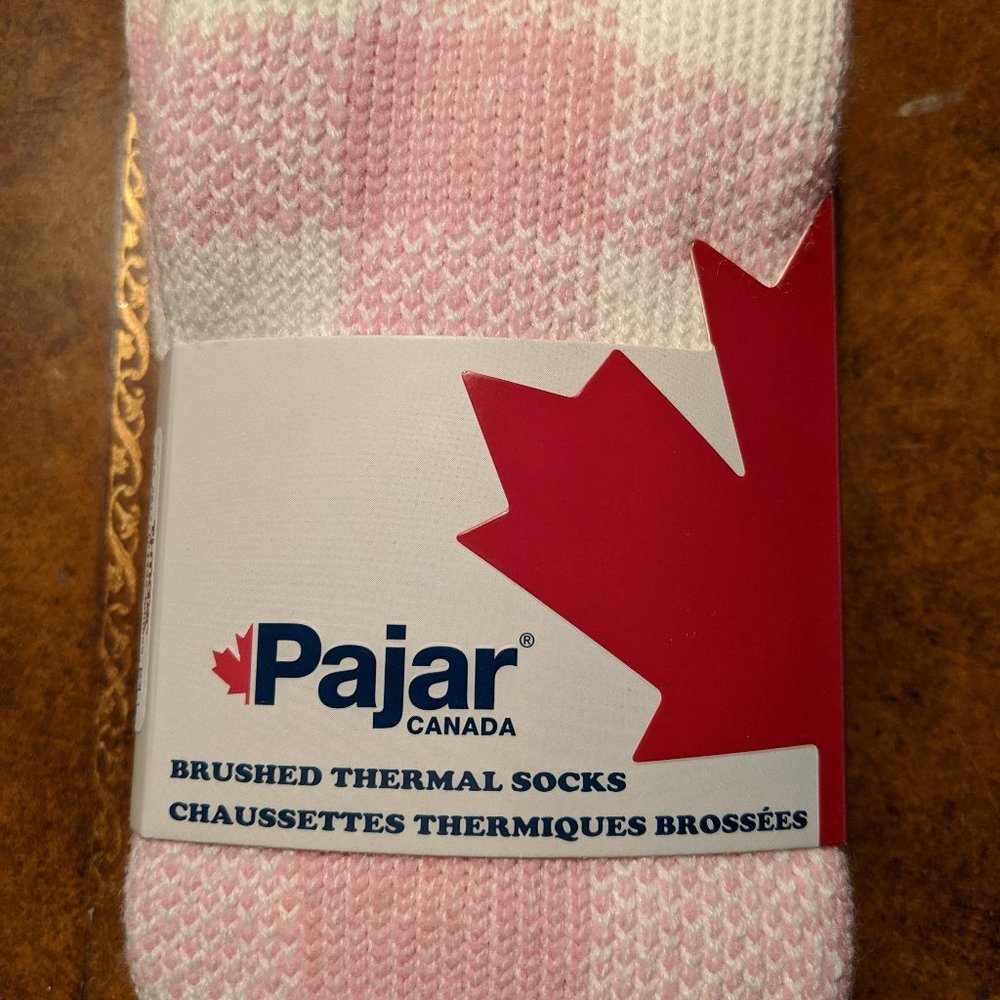 Pajar®
CANADA
BRUSHED THERMAL SOCKS
CHAUSSETTES THERMIQUES BROSSÉES